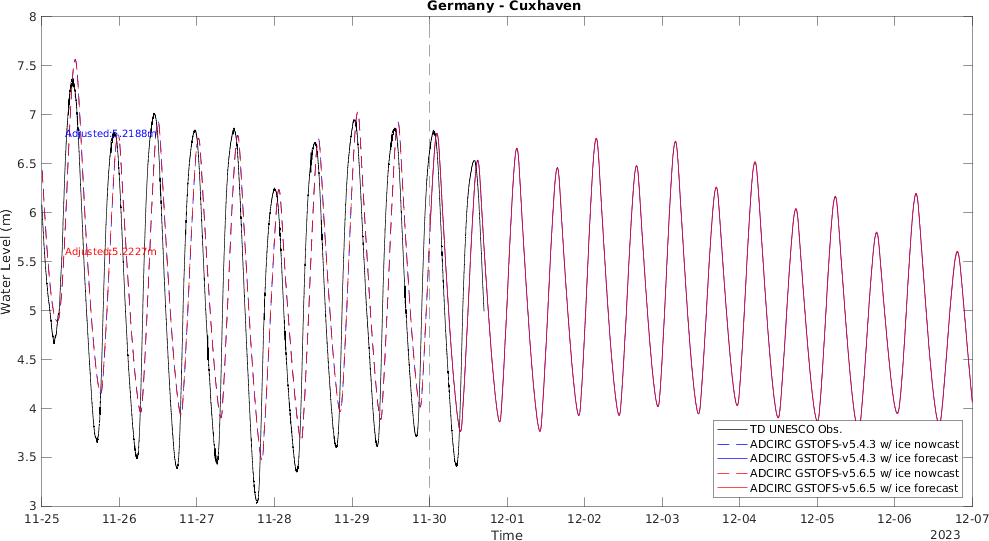 Germany - Cuxhaven
8
7.5
7
6.5
6
5.5
5
4.5
4
3.5
3
Water Level (m)
Adjusted:5.2188m
Adjusted:5.2227m
TD UNESCO Obs.
ADCIRC GSTOFS-v5.4.3 w/ ice nowcast
ADCIRC GSTOFS-v5.4.3 w/ ice forecast
ADCIRC GSTOFS-v5.6.5 w/ ice nowcast
ADCIRC GSTOFS-v5.6.5 w/ ice forecast
11-25 11-26 11-27 11-28 11-29 11-30 12-01 12-02 12-03 12-04 12-05 12-06 12-07
Time
2023